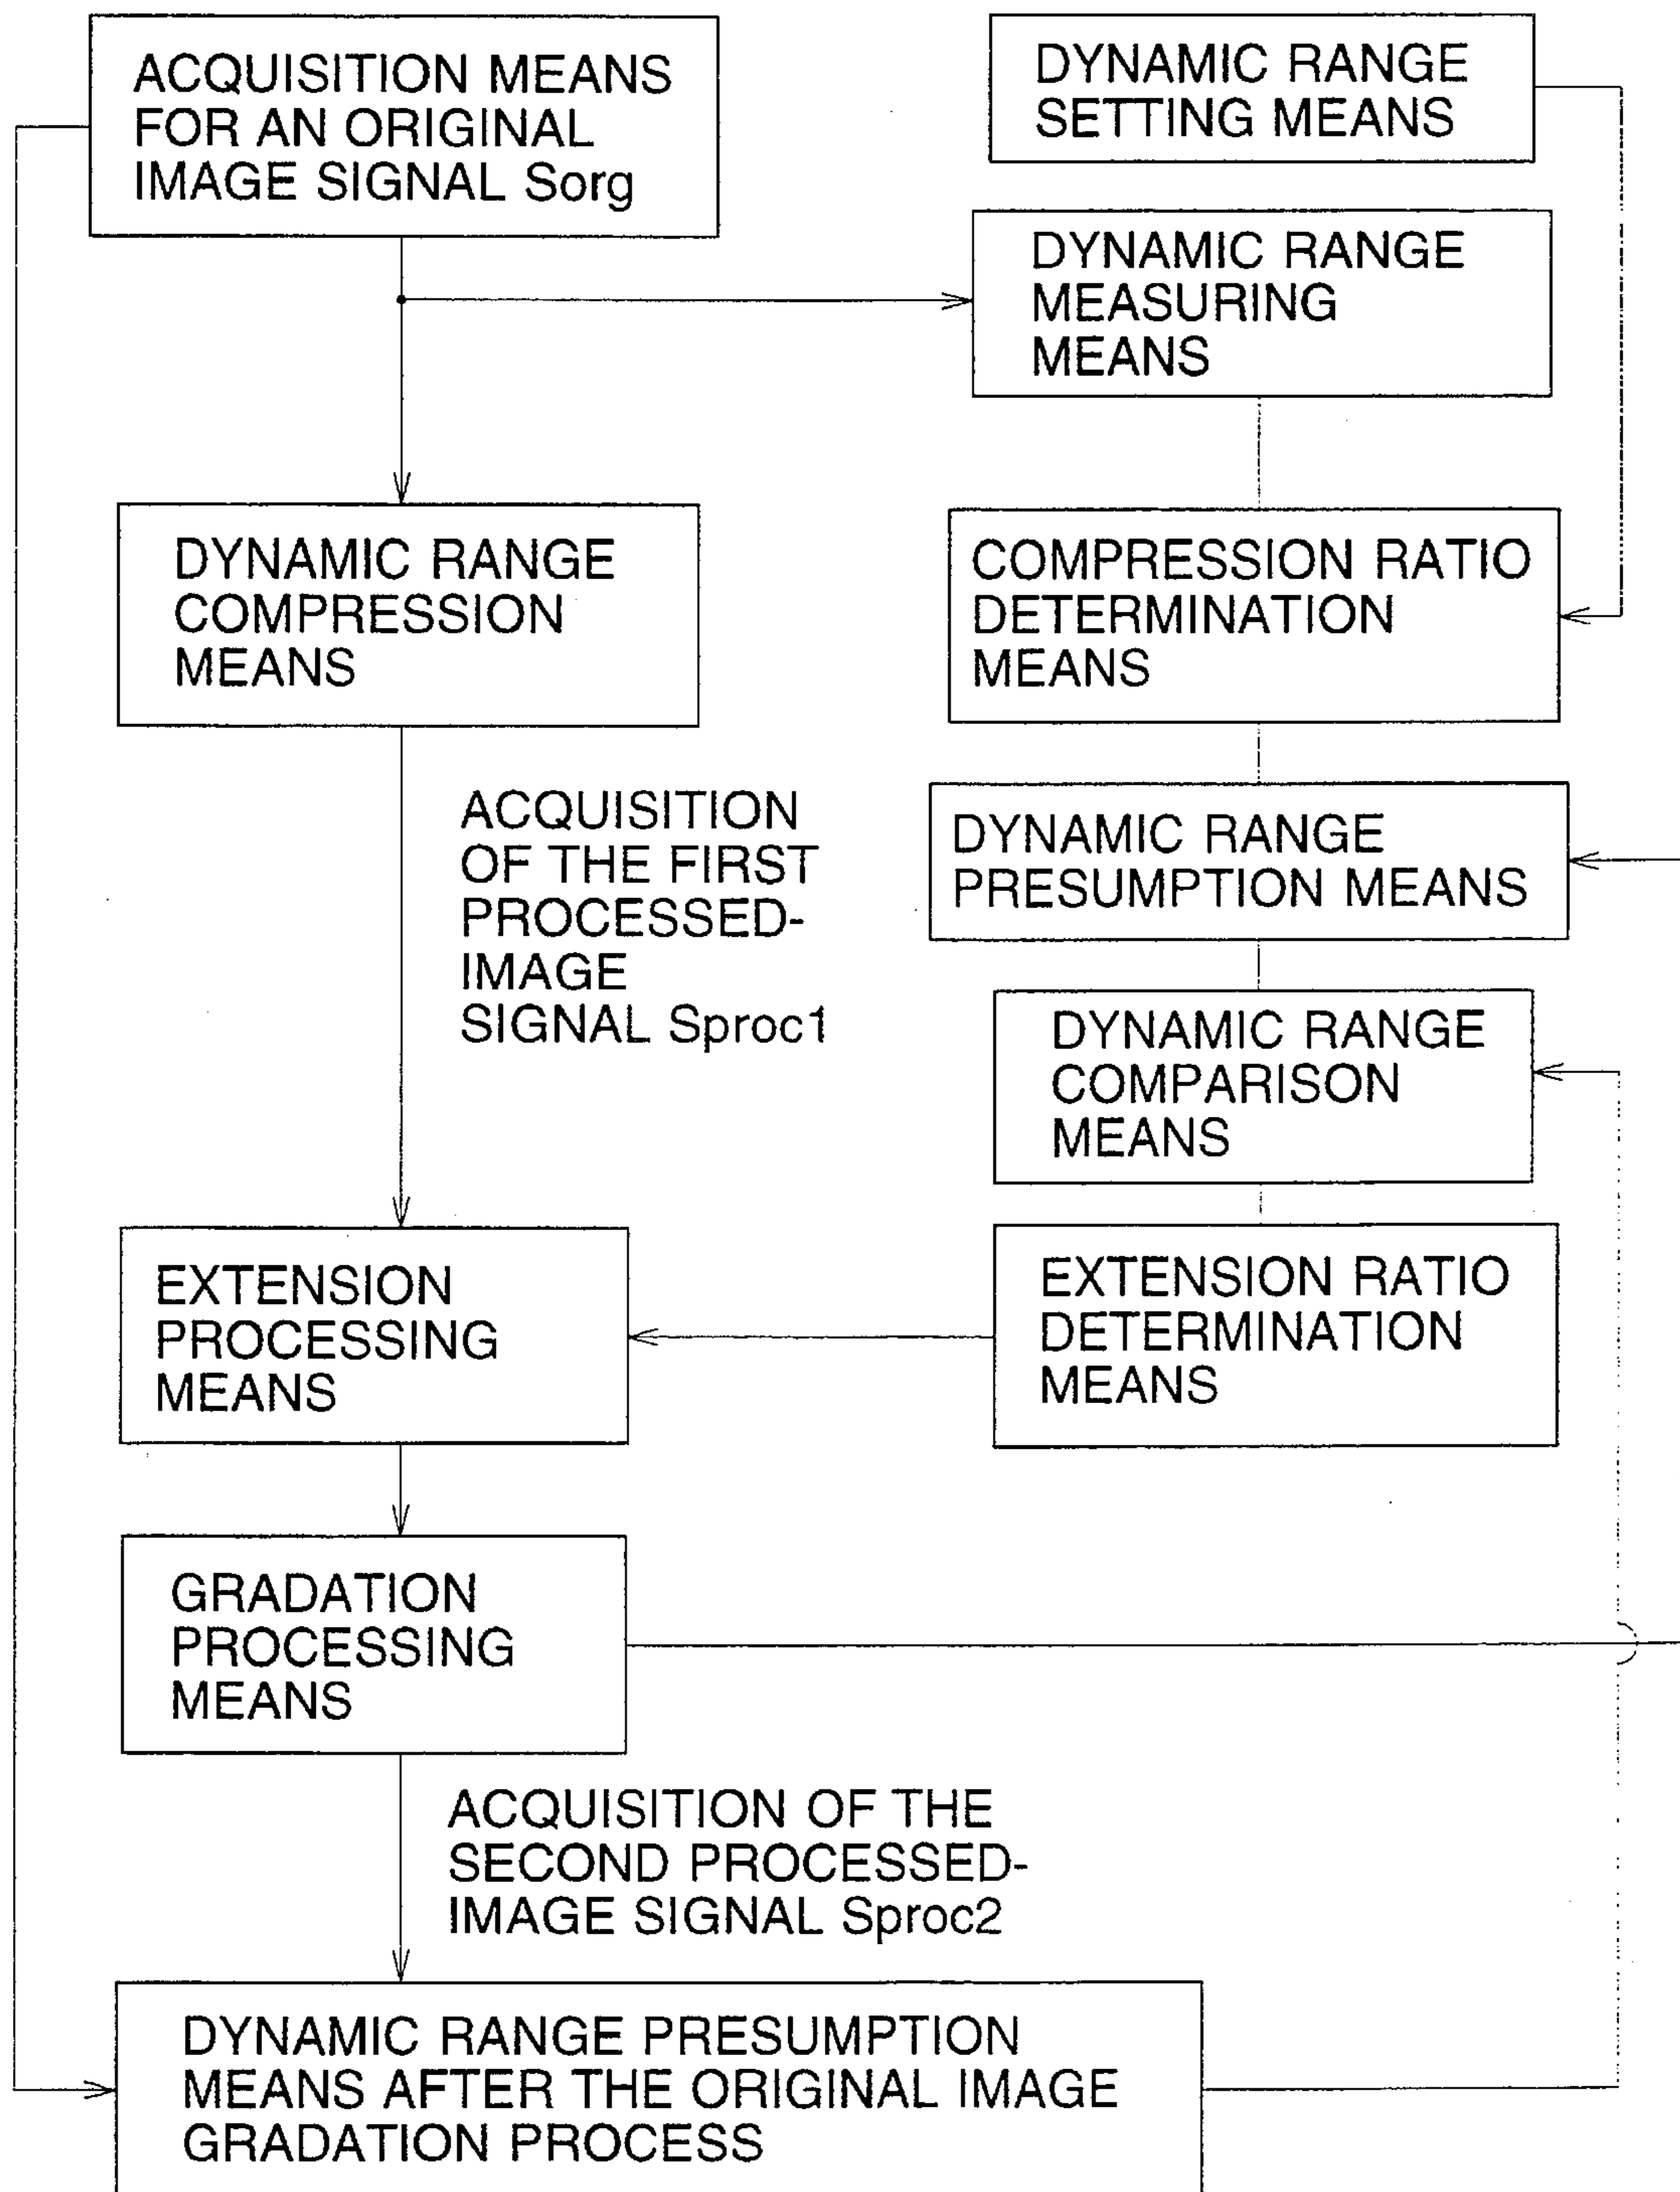 ACQUISITION MEANS
FOR AN ORIGINAL
IMAGE SIGNAL Sorg
DYNAMIC RANGE
SETTING MEANS
DYNAMIC RANGE
MEASURING
MEANS
DYNAMIC RANGE
COMPRESSION
MEANS
COMPRESSION RATIO
DETERMINATION
MEANS
ACQUISITION
OF THE FIRST
PROCESSED-
IMAGE
SIGNAL Sproc1
DYNAMIC RANGE
PRESUMPTION MEANS
DYNAMIC RANGE
COMPARISON
MEANS
EXTENSION
PROCESSING
MEANS
EXTENSION RATIO
DETERMINATION
MEANS
GRADATION
PROCESSING
MEANS
ACQUISITION OF THE
SECOND PROCESSED-
IMAGE SIGNAL Sproc2
DYNAMIC RANGE PRESUMPTION
MEANS AFTER THE ORIGINAL IMAGE
GRADATION PROCESS